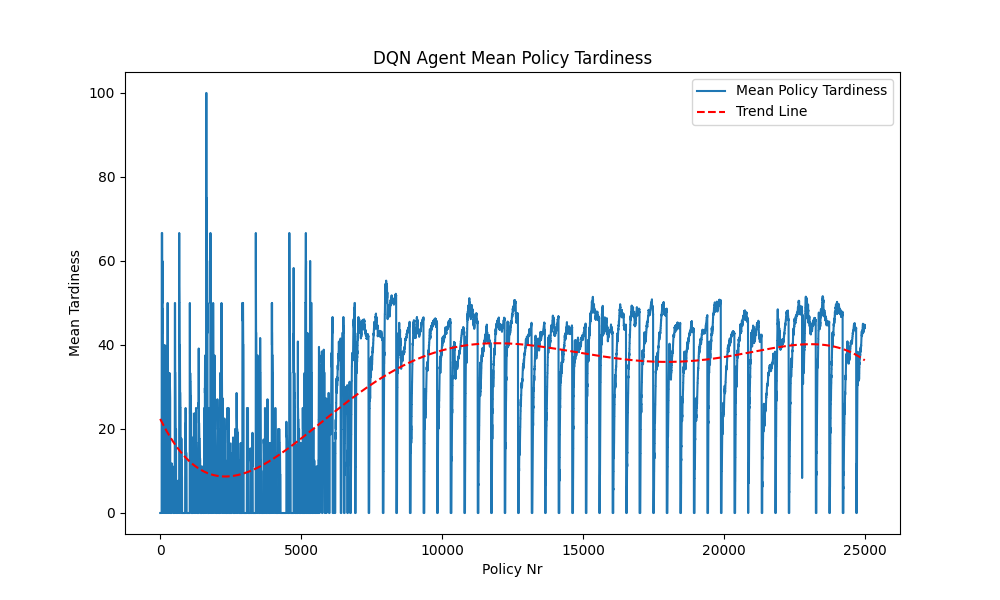 DQN Agent Mean Policy Tardiness
Mean Policy Tardiness
Trend Line
Mean Tardiness
100
80
60
40
20
0
0 5000 10000 15000 20000 25000
Policy Nr